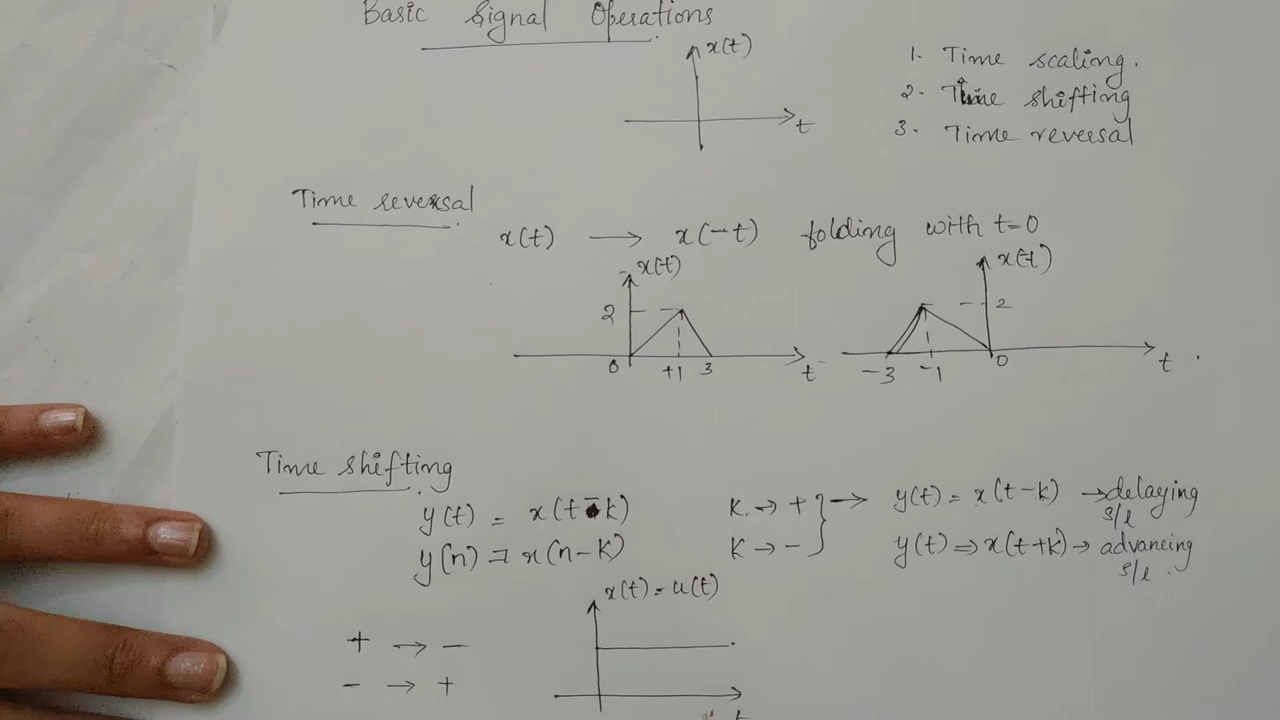 Basic Signal Operations
x(t)
t
1. Time scaling.
2. Time shifting
3. Time reversal
Time reversal
x(t) → x(-t) folding with t=0
x(t)
2
0 +1 3 t
x(-t)
2
-3 -1 0 t
Time shifting
y(t) = x(t-k) K → + } → y(t) = x(t-k) → delaying s/l
y(n) = x(n-k) K → - y(t) ⇒ x(t+k) → advancing s/l.
x(t) = u(t)
+ → -
- → +
t